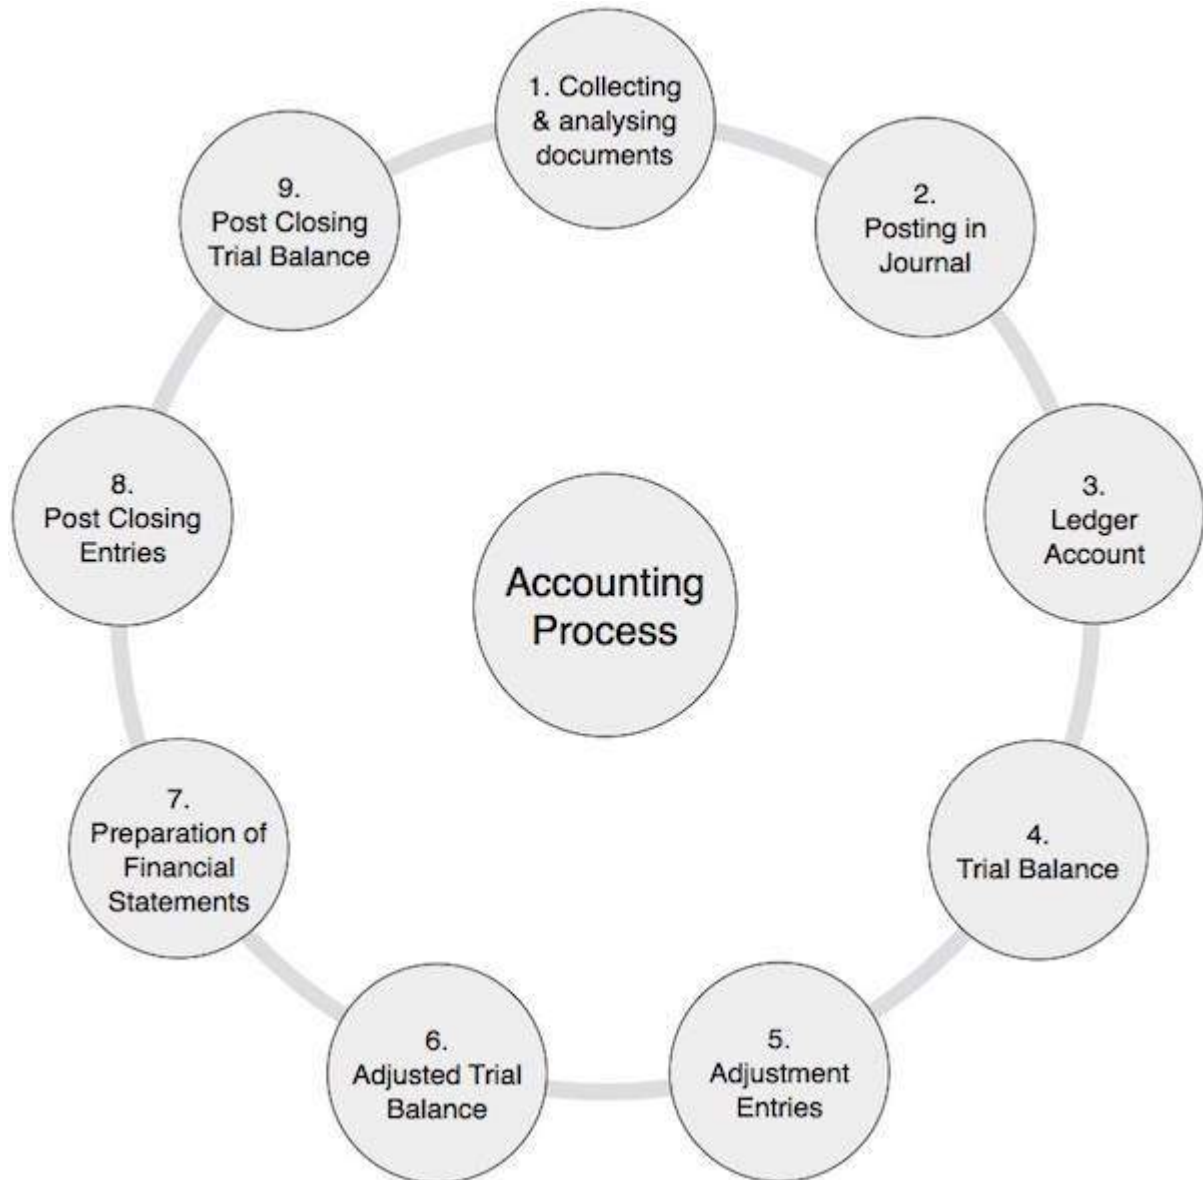 1. Collecting
& analysing
documents
2.
Posting in
Journal
3.
Ledger
Account
4.
Trial Balance
5.
Adjustment
Entries
6.
Adjusted Trial
Balance
7.
Preparation of
Financial
Statements
8.
Post Closing
Entries
9.
Post Closing
Trial Balance
Accounting
Process